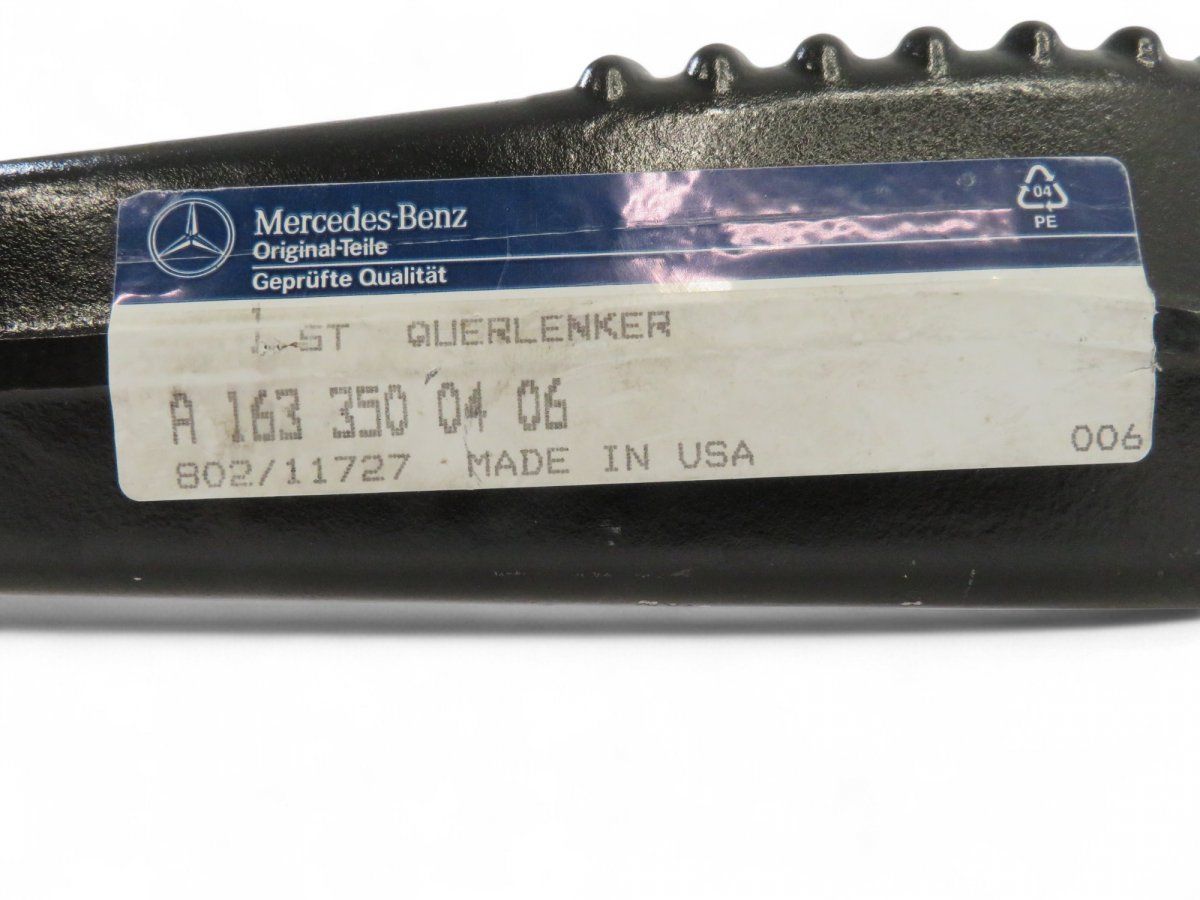 Mercedes-Benz
Original-Teile
Geprüfte Qualität
04
PE
1 ST QUERLENKER
A 163 350 04 06
802/11727 MADE IN USA
006